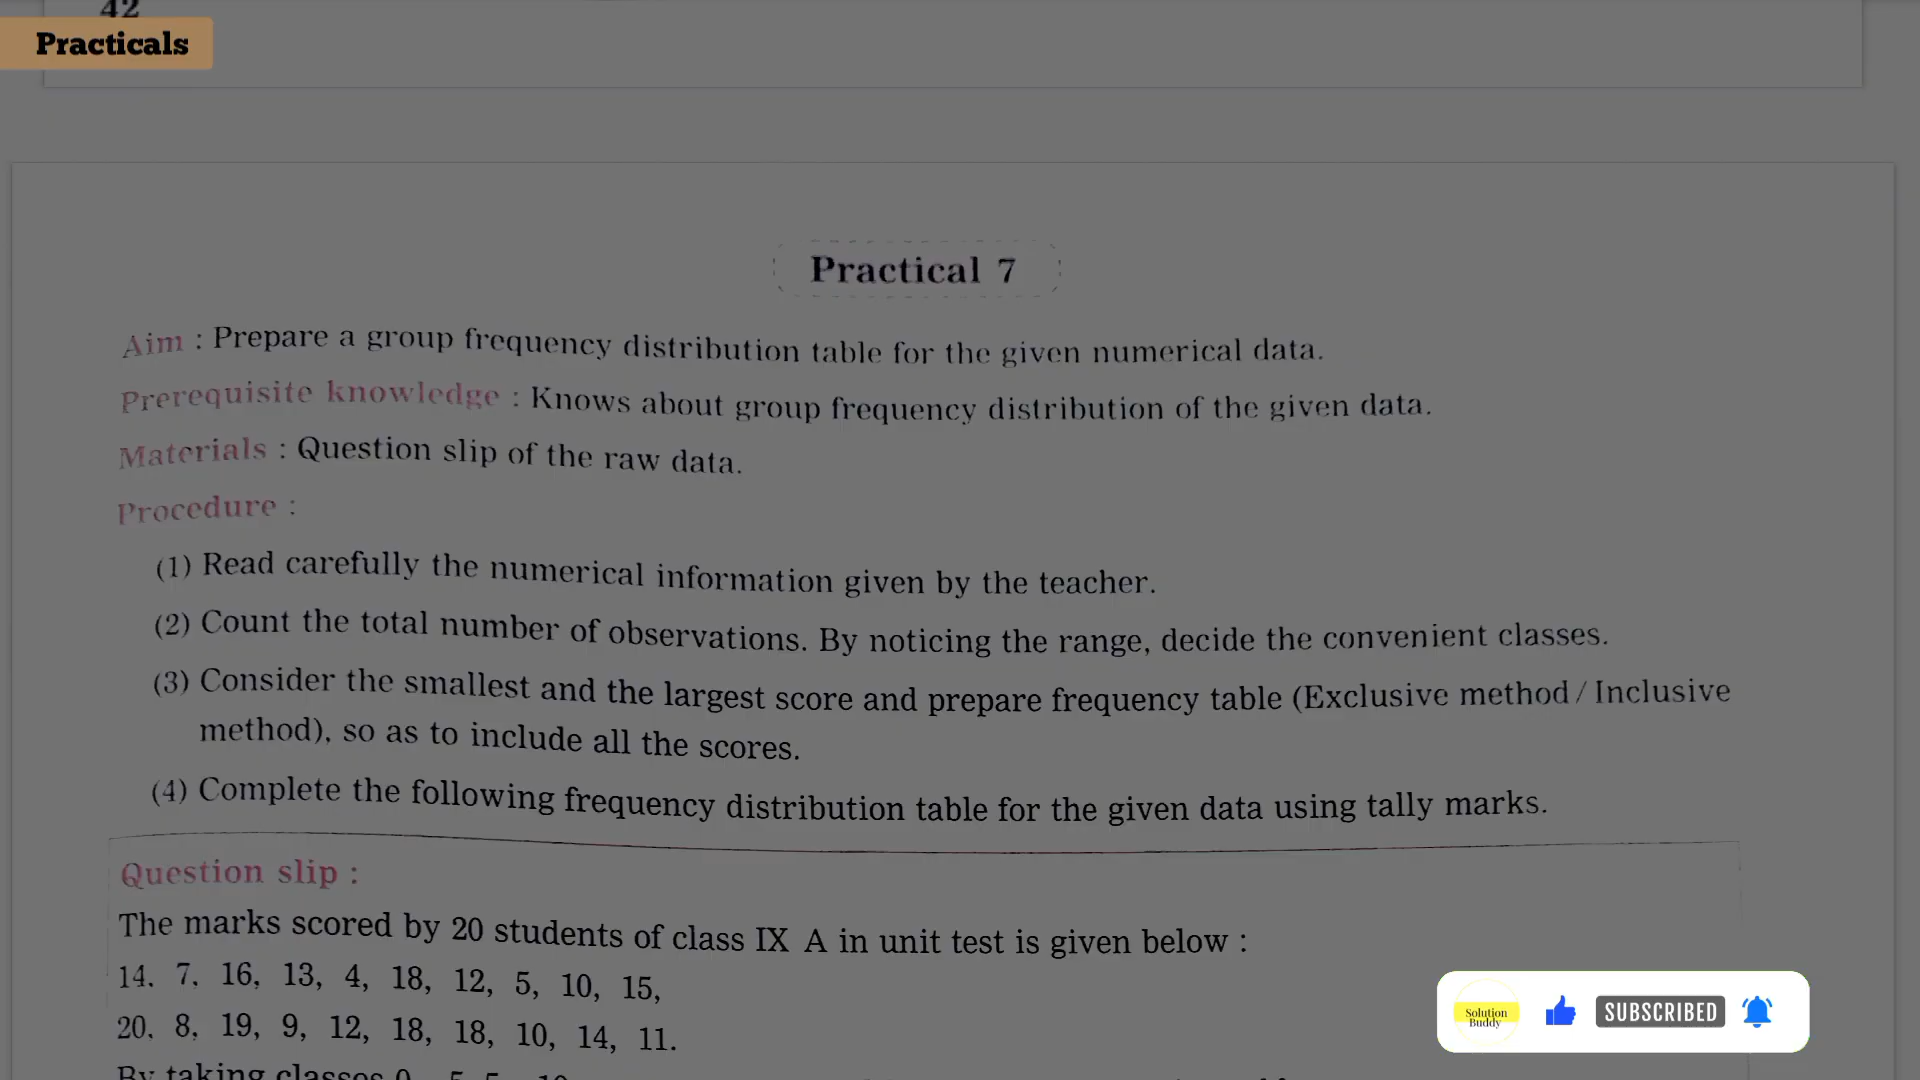 42
Practicals
Practical 7
Aim : Prepare a group frequency distribution table for the given numerical data.
Prerequisite knowledge : Knows about group frequency distribution of the given data.
Materials : Question slip of the raw data.
Procedure :
(1) Read carefully the numerical information given by the teacher.
(2) Count the total number of observations. By noticing the range, decide the convenient classes.
(3) Consider the smallest and the largest score and prepare frequency table (Exclusive method / Inclusive
method), so as to include all the scores.
(4) Complete the following frequency distribution table for the given data using tally marks.
Question slip :
The marks scored by 20 students of class IX A in unit test is given below :
14, 7, 16, 13, 4, 18, 12, 5, 10, 15,
20, 8, 19, 9, 12, 18, 18, 10, 14, 11.
By taking classes 0
Solution
Buddy
SUBSCRIBED